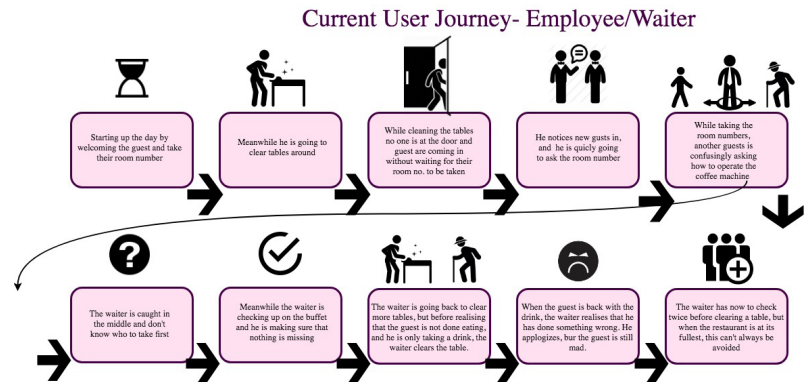 Current User Journey- Employee/Waiter
Starting up the day by
welcoming the guest and take
their room number
Meanwhile he is going to
clear tables around
While cleaning the tables
no one is at the door and
guest are coming in
without waiting for their
room no. to be taken
He notices new gusts in,
and he is quicly going
to ask the room number
While taking the
room numbers,
another guests is
confusingly asking
how to operate the
coffee machine
?
The waiter is caught in
the middle and don't
know who to take first
Meanwhile the waiter is
checking up on the buffet
and he is making sure that
nothing is missing
The waiter is going back to clear
more tables, but before realising
that the guest is not done eating,
and he is only taking a drink, the
waiter clears the table.
When the guest is back with the
drink, the waiter realises that he
has done something wrong. He
applogizes, bur the guest is still
mad.
The waiter has now to check
twice before clearing a table, but
when the restaurant is at its
fullest, this can't always be
avoided